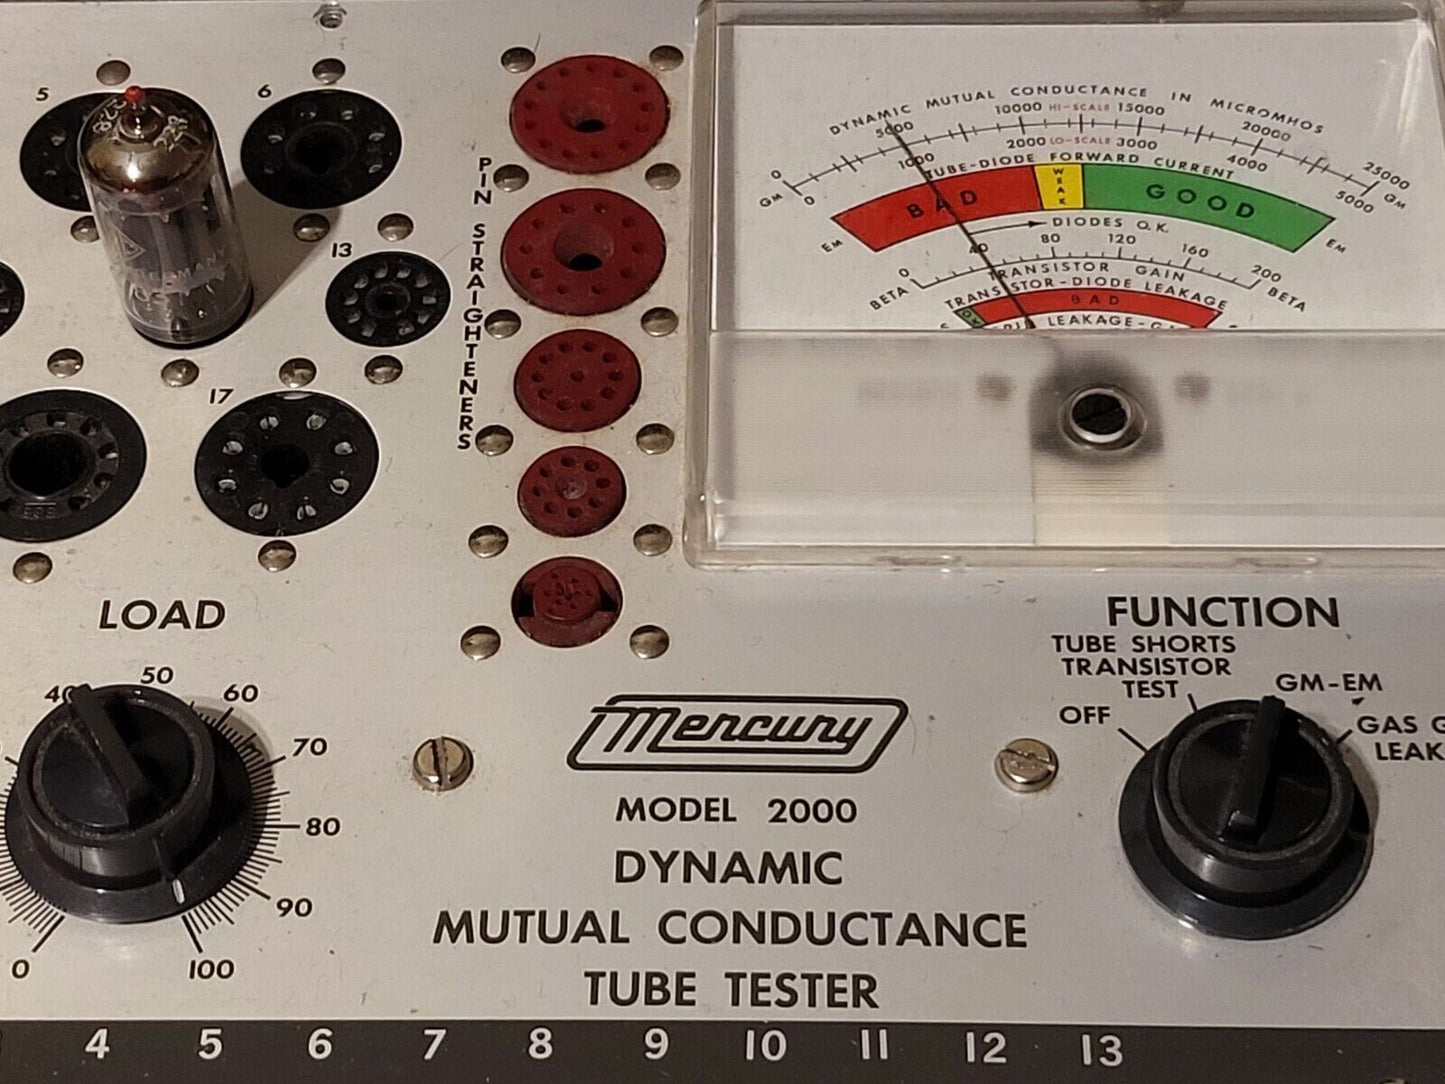 5
6
13
17
PIN STRAIGHTENERS
DYNAMIC MUTUAL CONDUCTANCE IN MICROMHOS
0 5000 10000 HI-SCALE 15000 20000 25000
GM 0 1000 2000 LO-SCALE 3000 4000 5000 GM
TUBE-DIODE FORWARD CURRENT
EM BAD WEAK GOOD EM
DIODES O.K.
0 40 80 120 160 200
BETA TRANSISTOR GAIN BETA
TRANSISTOR-DIODE LEAKAGE
OK BAD
LEAKAGE-
LOAD
0 40 50 60 70 80 90 100
FUNCTION
OFF
TUBE SHORTS
TRANSISTOR
TEST
GM-EM
GAS
Mercury
MODEL 2000
DYNAMIC
MUTUAL CONDUCTANCE
TUBE TESTER
4 5 6 7 8 9 10 11 12 13